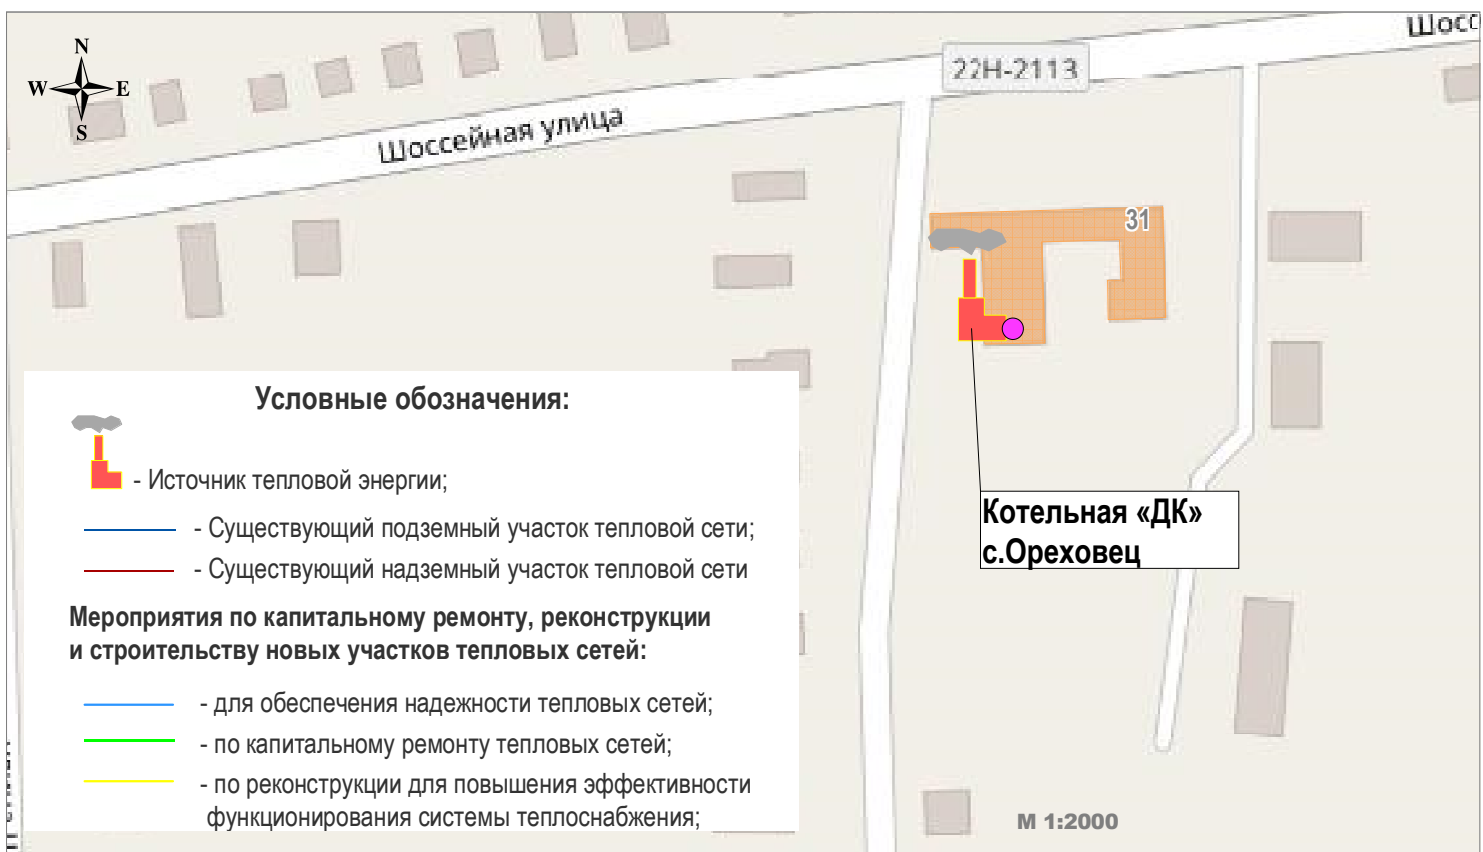 Шосс
22Н-2113
N
W E
S
Шоссейная улица
31
Условные обозначения:
- Источник тепловой энергии;
- Существующий подземный участок тепловой сети;
- Существующий надземный участок тепловой сети
Мероприятия по капитальному ремонту, реконструкции
и строительству новых участков тепловых сетей:
- для обеспечения надежности тепловых сетей;
- по капитальному ремонту тепловых сетей;
- по реконструкции для повышения эффективности
функционирования системы теплоснабжения;
Котельная «ДК»
с.Ореховец
М 1:2000